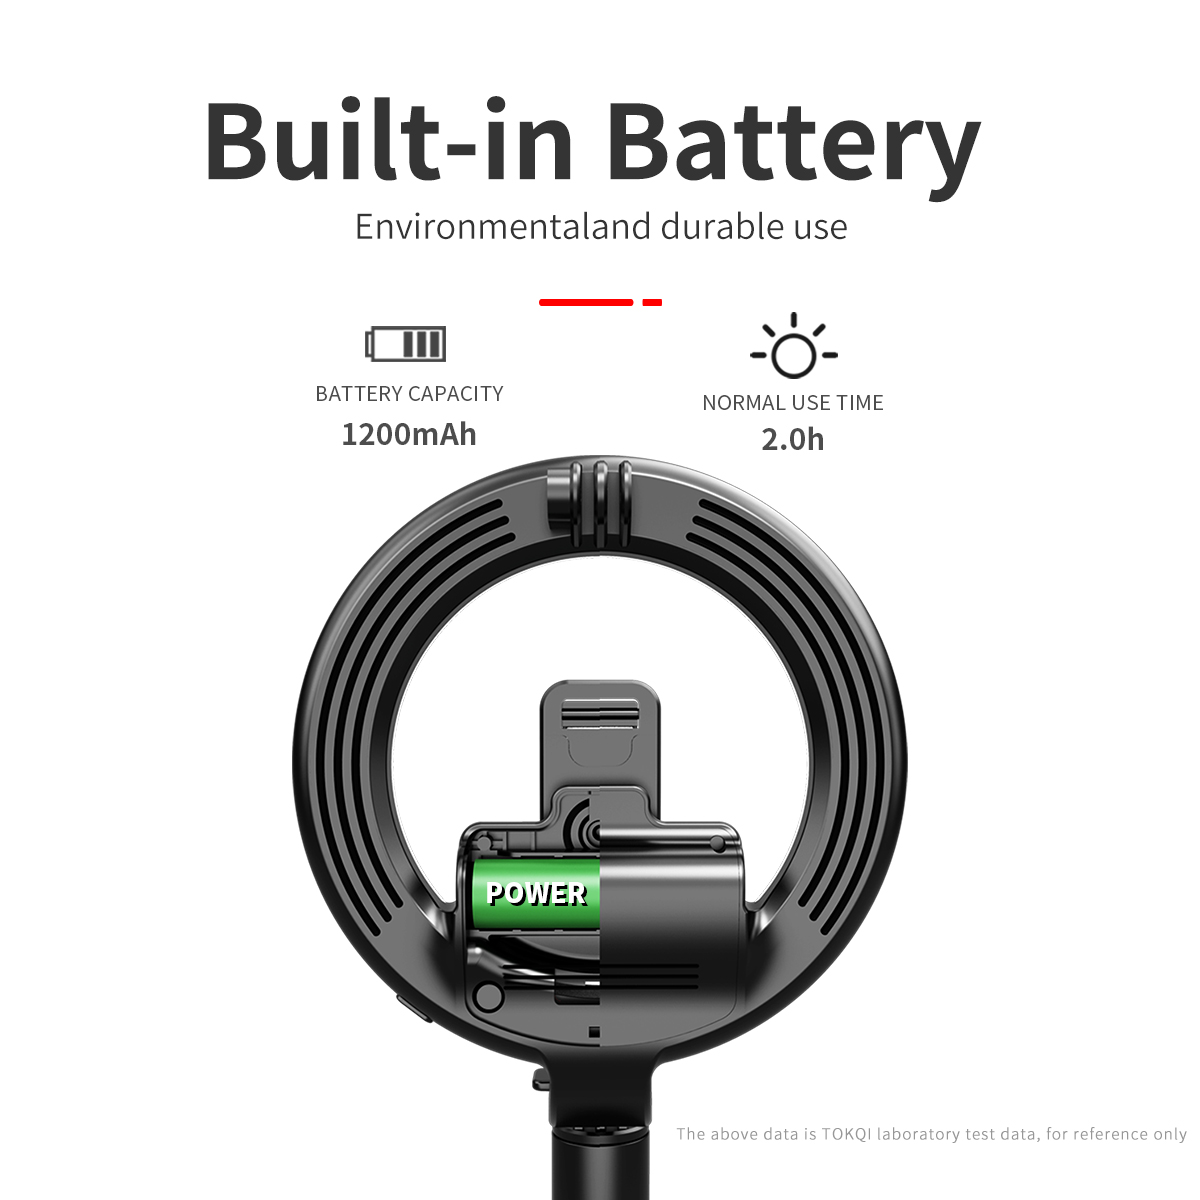 Built-in Battery
Environmentaland durable use
BATTERY CAPACITY
1200mAh
NORMAL USE TIME
2.0h
POWER
The above data is TOKQI laboratory test data, for reference only